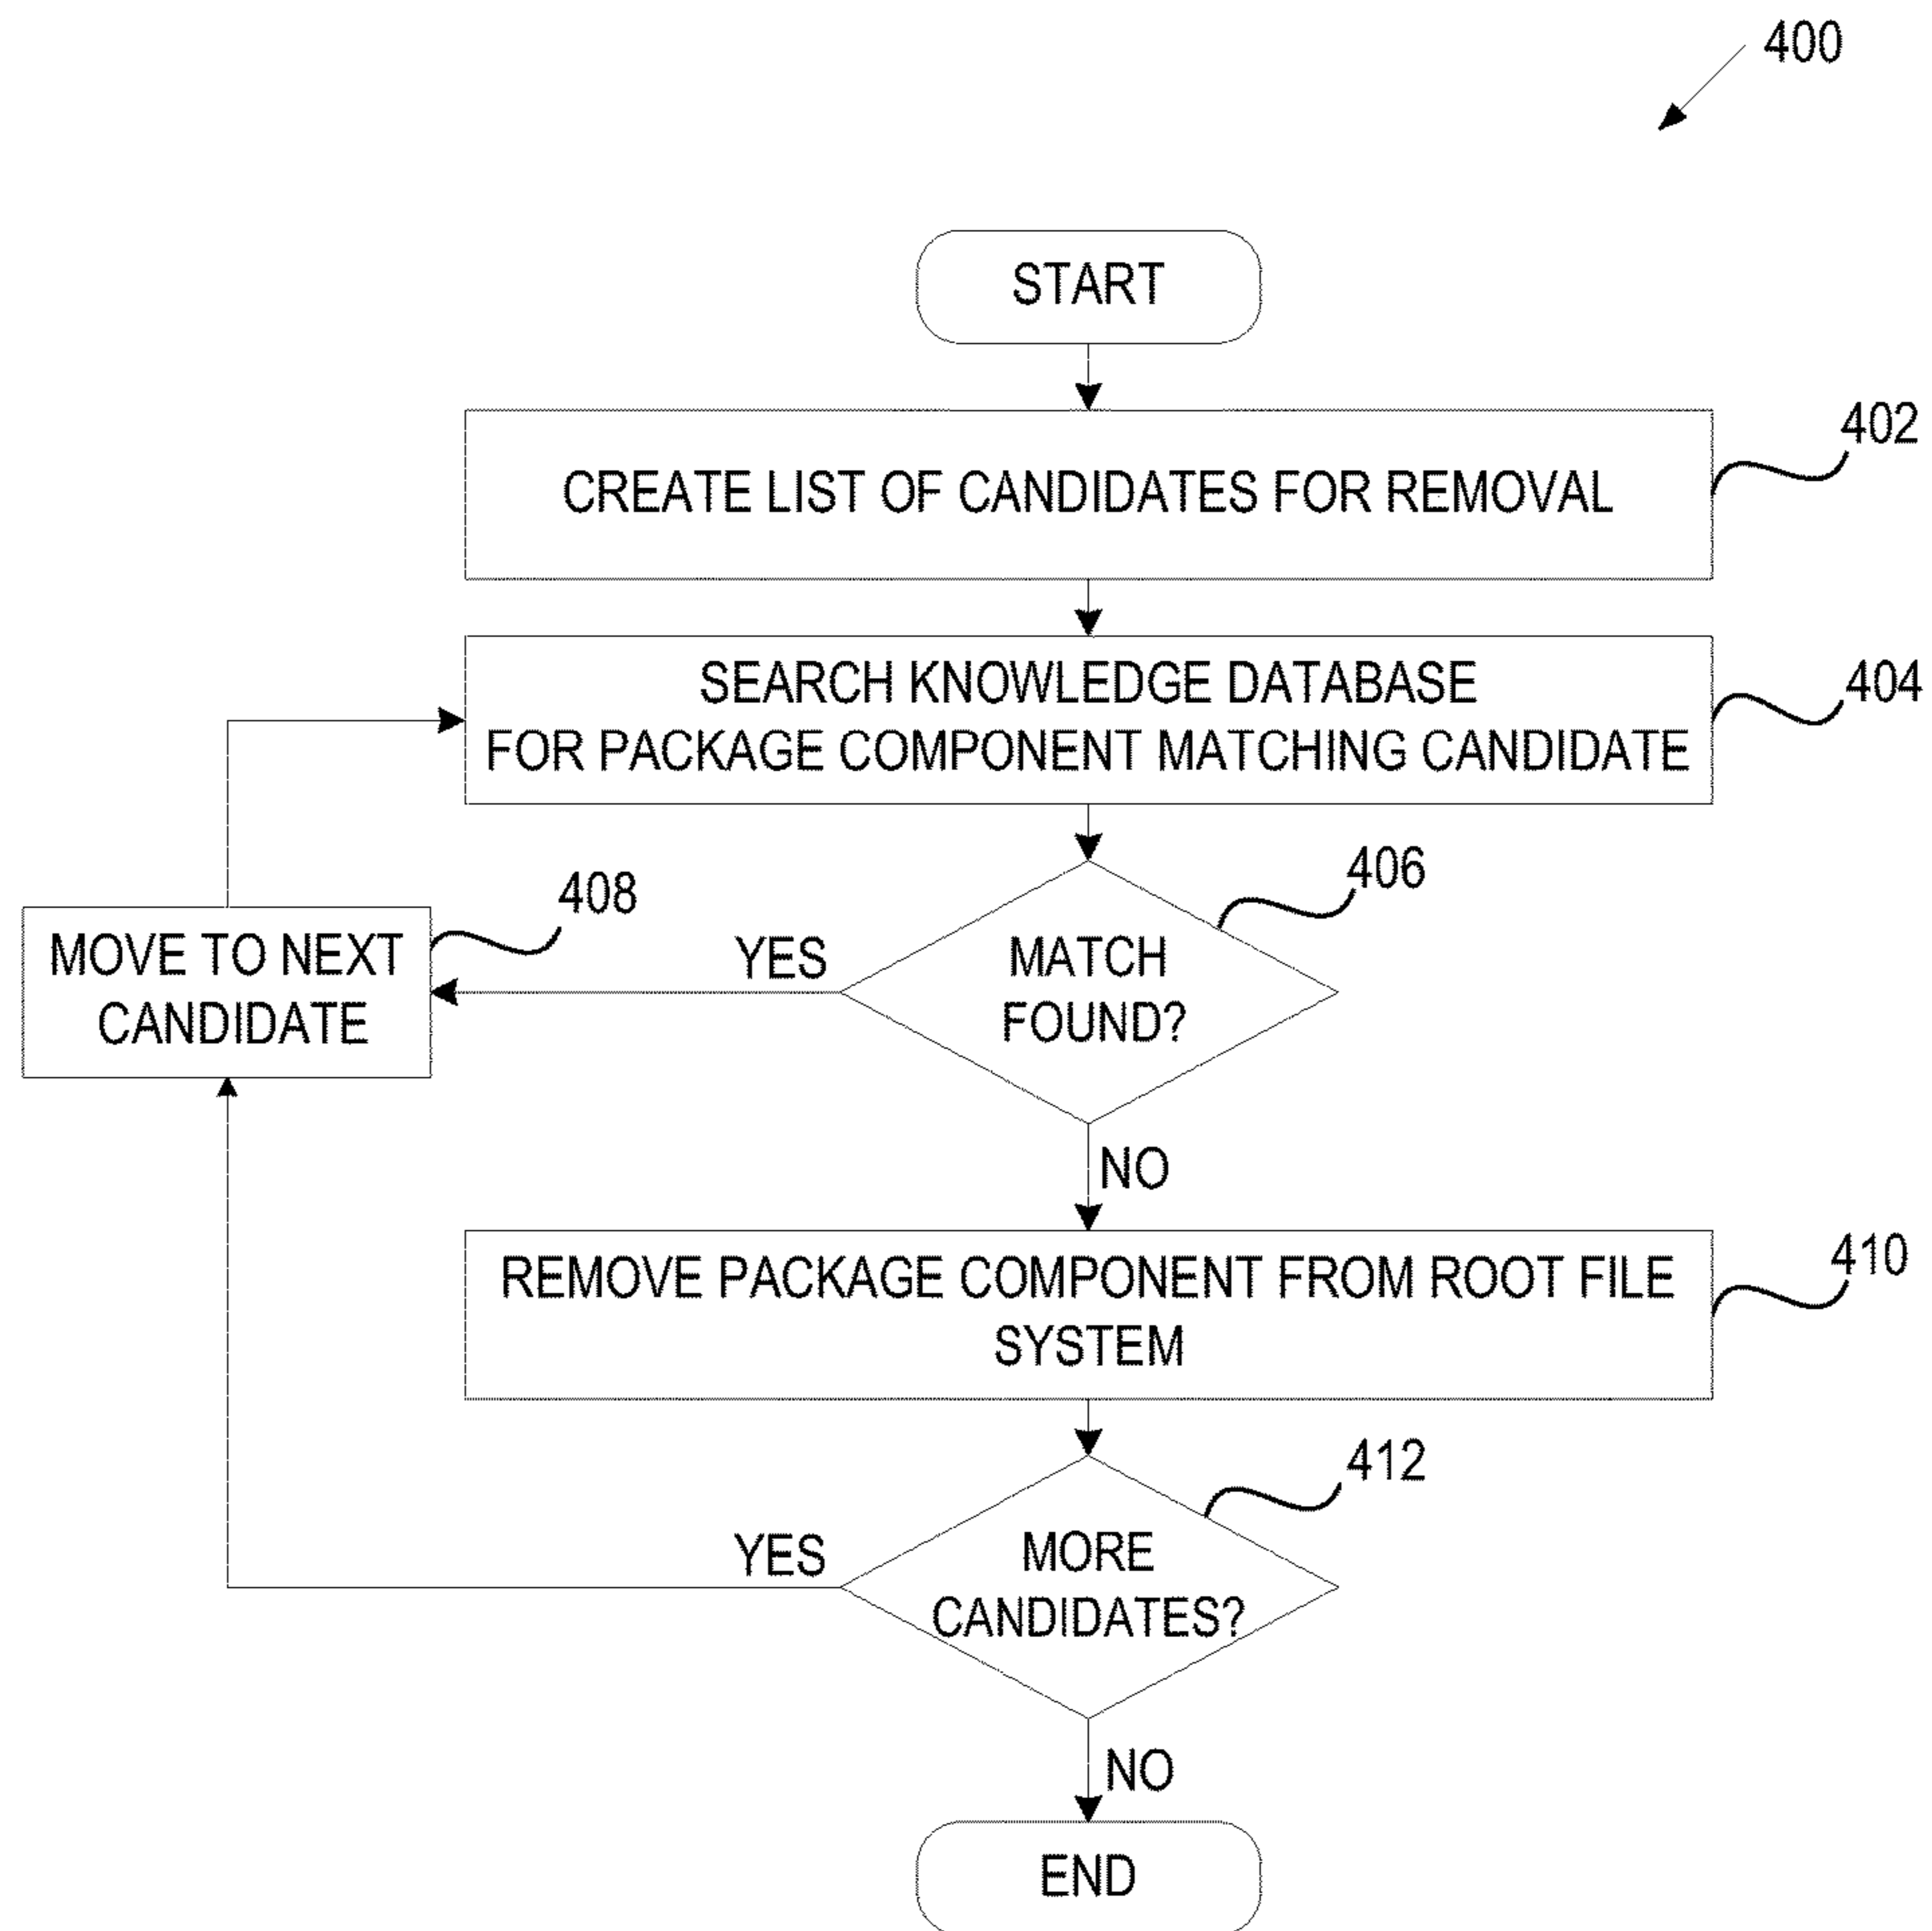 400
START
CREATE LIST OF CANDIDATES FOR REMOVAL
402
SEARCH KNOWLEDGE DATABASE
FOR PACKAGE COMPONENT MATCHING CANDIDATE
404
406
408
MOVE TO NEXT
CANDIDATE
YES
MATCH
FOUND?
NO
REMOVE PACKAGE COMPONENT FROM ROOT FILE
SYSTEM
410
412
YES
MORE
CANDIDATES?
NO
END